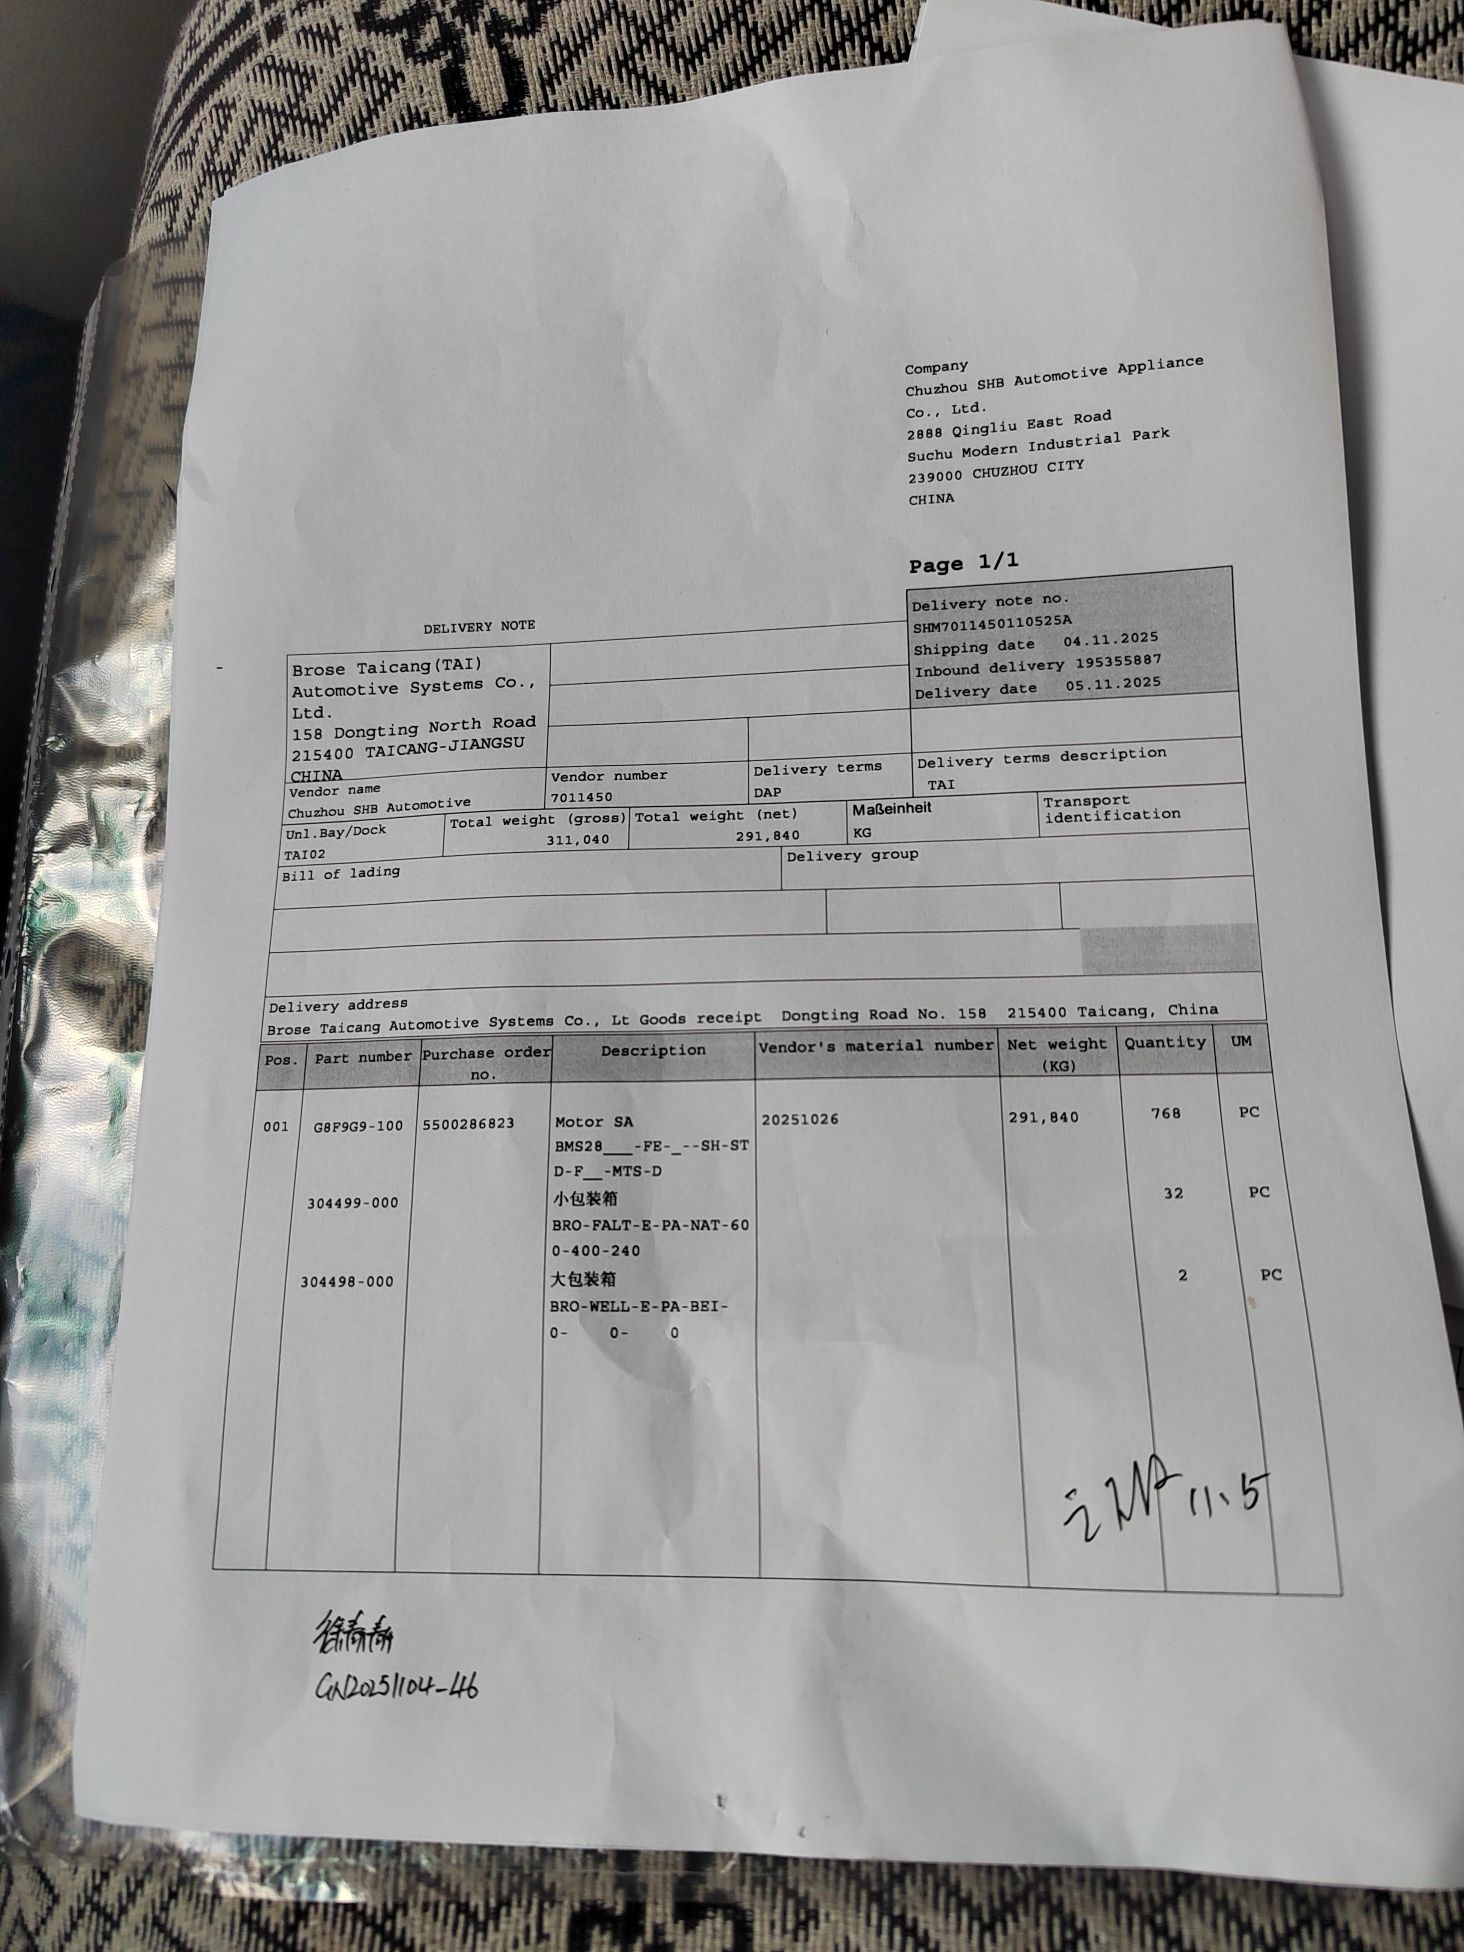 Company
Chuzhou SHB Automotive Appliance
Co., Ltd.
2888 Qingliu East Road
Suchu Modern Industrial Park
239000 CHUZHOU CITY
CHINA
Page 1/1
DELIVERY NOTE
Delivery note no.
SHM7011450110525A
Shipping date 04.11.2025
Inbound delivery 195355887
Delivery date 05.11.2025
Brose Taicang(TAI)
Automotive Systems Co.,
Ltd.
158 Dongting North Road
215400 TAICANG-JIANGSU
CHINA
Vendor name
Chuzhou SHB Automotive
Vendor number
7011450
Delivery terms
DAP
Delivery terms description
TAI
Unl.Bay/Dock
TAI02
Total weight (gross)
311,040
Total weight (net)
291,840
Maßeinheit
KG
Transport
identification
Bill of lading
Delivery group
Delivery address
Brose Taicang Automotive Systems Co., Lt Goods receipt Dongting Road No. 158 215400 Taicang, China
Pos. Part number Purchase order Description Vendor's material number Net weight Quantity UM
no. (KG)
001 G8F9G9-100 5500286823 Motor SA 20251026 291,840 768 PC
BMS28___-FE-_--SH-ST
D-F__-MTS-D
304499-000 小包装箱 32 PC
BRO-FALT-E-PA-NAT-60
0-400-240
304498-000 大包装箱 2 PC
BRO-WELL-E-PA-BEI-
0- 0- 0
11.5
GN20251104-46